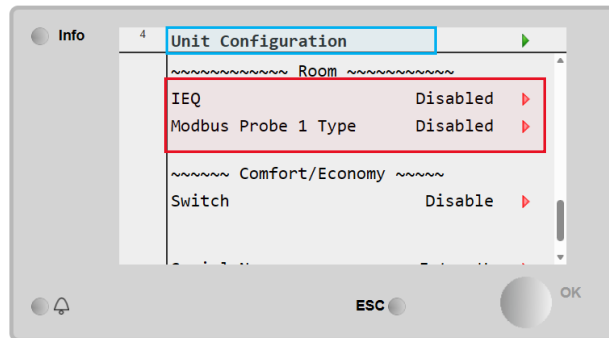 Info
4
Unit Configuration
~~~~~~~~~~~~ Room ~~~~~~~~~~~
IEQ Disabled
Modbus Probe 1 Type Disabled
~~~~~~ Comfort/Economy ~~~~~
Switch Disable
ESC
OK